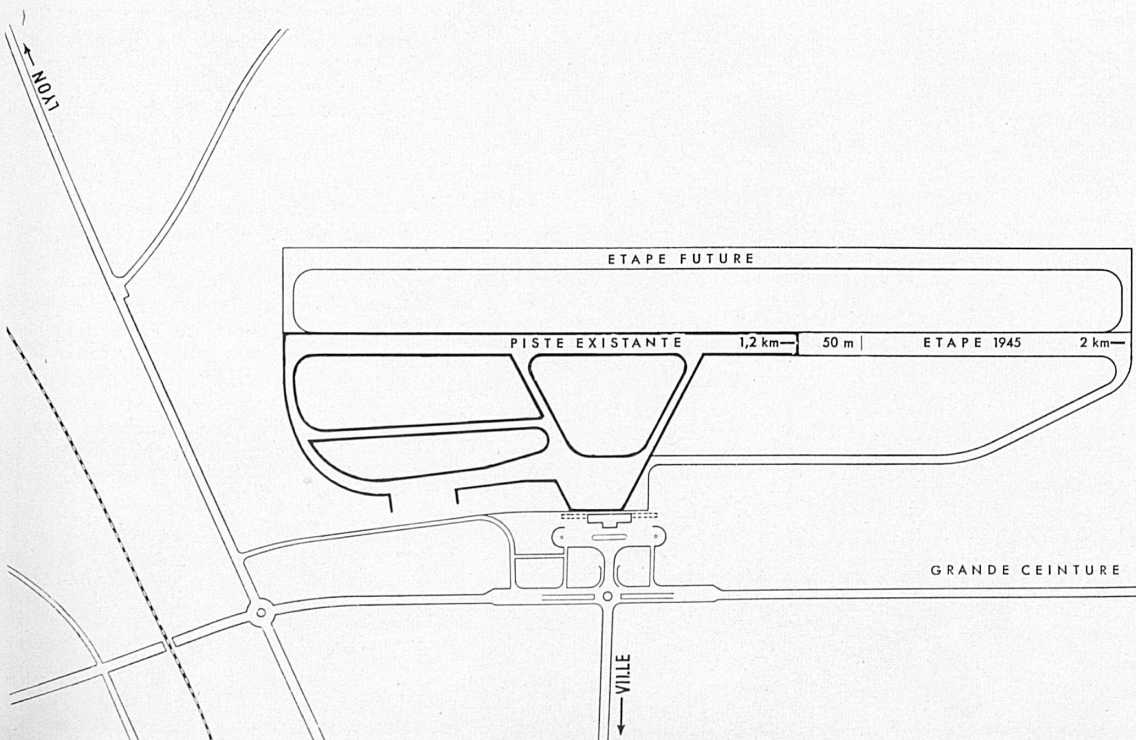 LYON
ETAPE FUTURE
PISTE EXISTANTE 1,2 km 50 m ETAPE 1945 2 km
GRANDE CEINTURE
VILLE